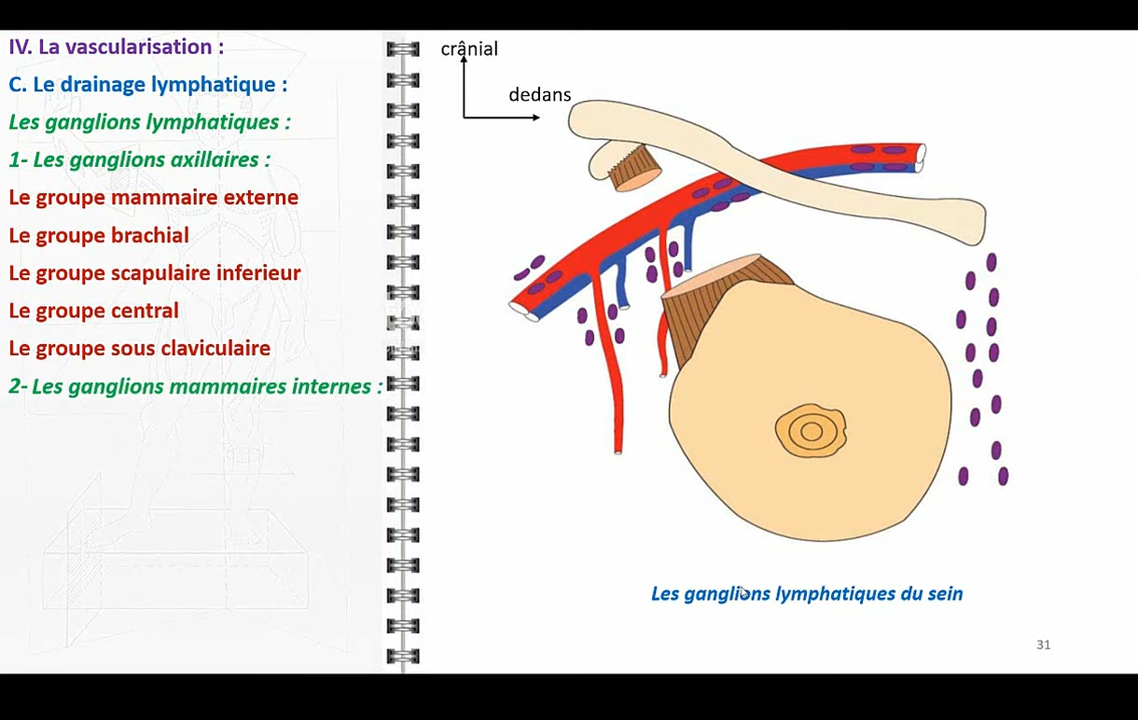 IV. La vascularisation :
C. Le drainage lymphatique :
Les ganglions lymphatiques :
1- Les ganglions axillaires :
Le groupe mammaire externe
Le groupe brachial
Le groupe scapulaire inferieur
Le groupe central
Le groupe sous claviculaire
2- Les ganglions mammaires internes :
crânial
dedans
Les ganglions lymphatiques du sein
31